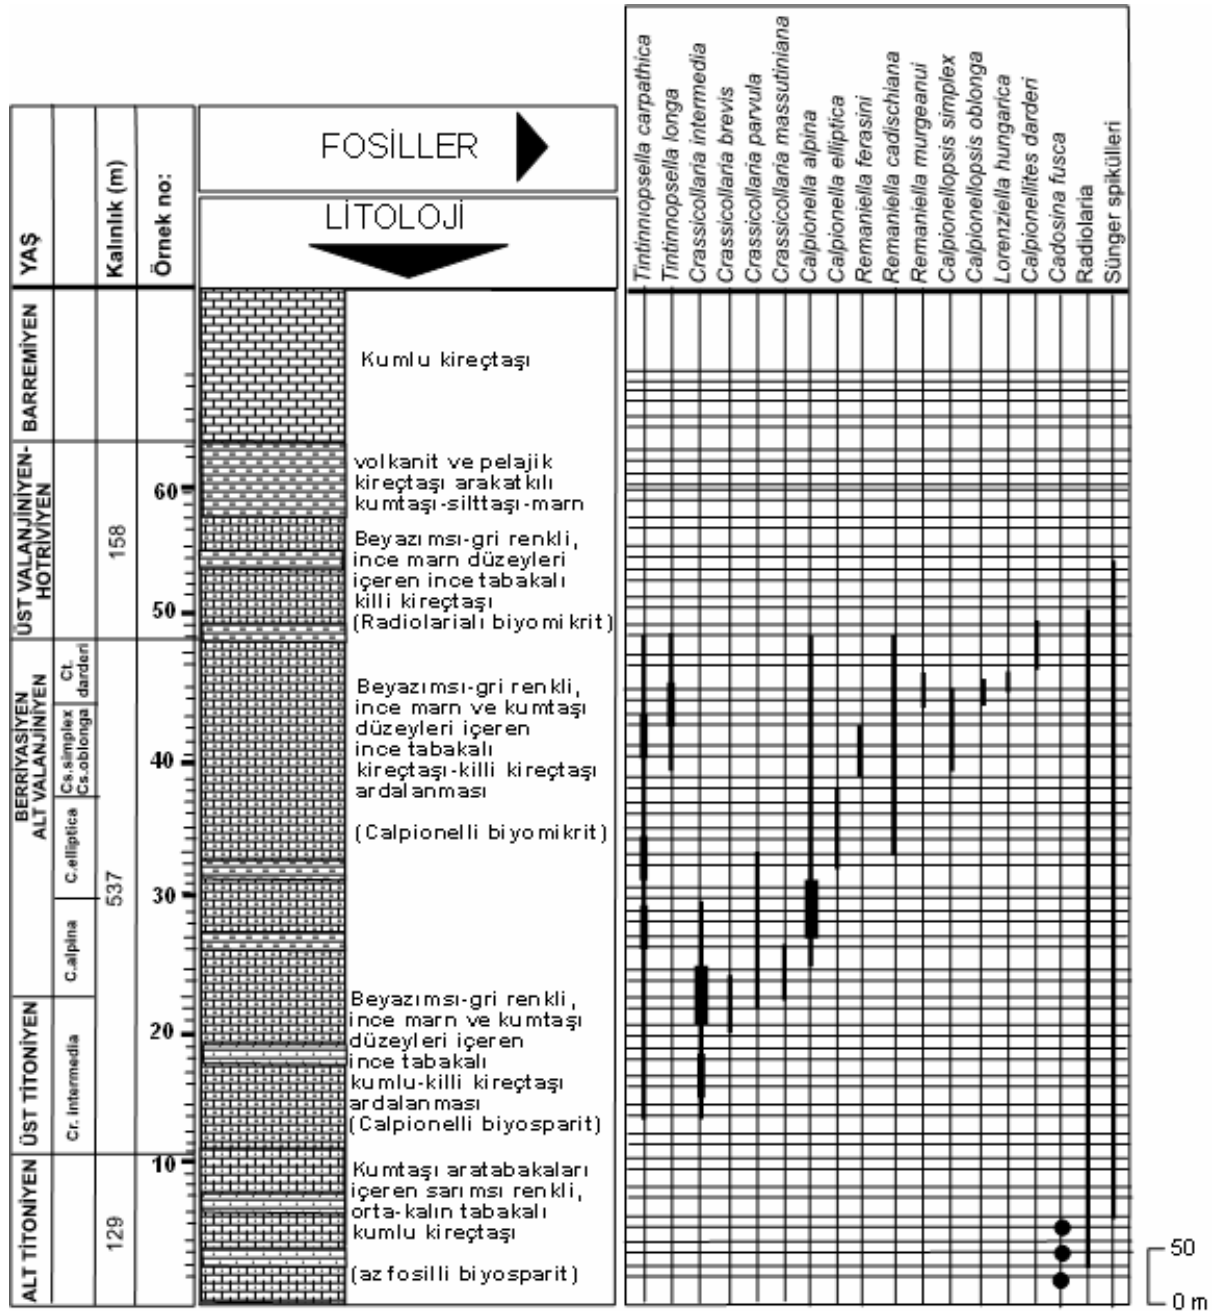 YAŞ
Kalınlık (m)
Örnek no:
FOSİLLER
LİTOLOJİ
Tintinniopsella carpathica
Tintinnopsella longa
Crassicollaria intermedia
Crassicollaria brevis
Crassicollaria parvula
Crassicollaria massutiniana
Calpionella alpina
Calpionella elliptica
Remaniella ferasini
Remaniella cadischiana
Remaniella murgeanui
Calpionellopsis simplex
Calpionellopsis oblonga
Lorenziella hungarica
Calpionellites darderi
Cadosina fusca
Radiolaria
Sünger spikülleri
BARREMİYEN
Kumlu kireçtaşı
ÜST VALANJİNİYEN-
HOTRİVİYEN
158
60
50
volkanit ve pelajik
kireçtaşı arakatkılı
kumtaşı-silttaşı-marn
Beyazımsı-gri renkli,
ince marn düzeyleri
içeren ince tabakalı
killi kireçtaşı
(Radiolarialı biyomikrit)
BERRİYASİYEN
ALT VALANJİNİYEN
Ct.
darderi
Cs.simplex
Cs.oblonga
C.elliptica
C.alpina
537
40
30
Beyazımsı-gri renkli,
ince marn ve kumtaşı
düzeyleri içeren
ince tabakalı
kireçtaşı-killi kireçtaşı
ardalanması
(Calpionelli biyomikrit)
ÜST TİTONİYEN
Cr. intermedia
20
Beyazımsı-gri renkli,
ince marn ve kumtaşı
düzeyleri içeren
ince tabakalı
kumlu-killi kireçtaşı
ardalanması
(Calpionelli biyosparit)
ALT TİTONİYEN
129
10
Kumtaşı aratabakaları
içeren sarımsı renkli,
orta-kalın tabakalı
kumlu kireçtaşı
(az fosilli biyosparit)
50
0 m